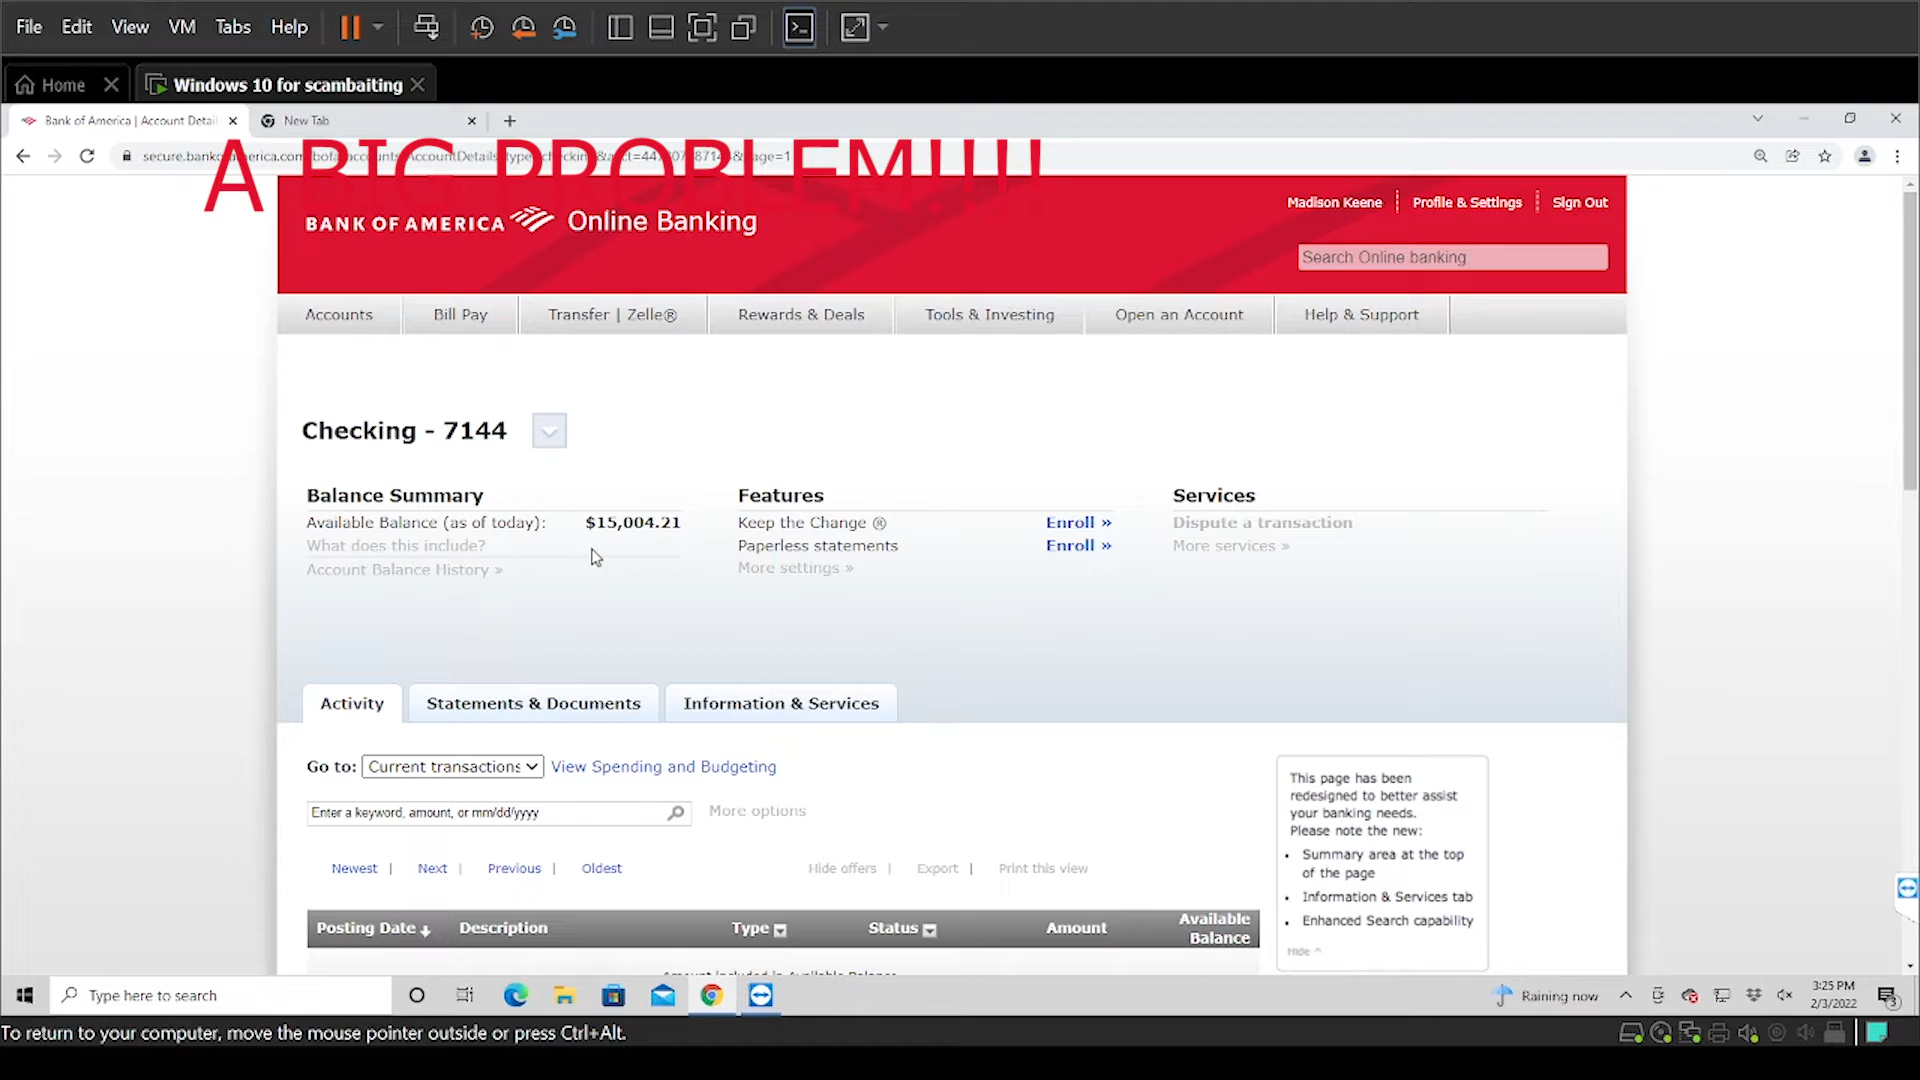 File Edit View VM Tabs Help
Home
Windows 10 for scambaiting
Bank of America | Account Detail
New Tab
A BIG PROBLEM!!!!
BANK OF AMERICA Online Banking
Madison Keene Profile & Settings Sign Out
Search Online banking
Accounts Bill Pay Transfer | Zelle® Rewards & Deals Tools & Investing Open an Account Help & Support
Checking - 7144
Balance Summary
Available Balance (as of today): $15,004.21
What does this include?
Account Balance History »
Features
Keep the Change ® Enroll »
Paperless statements Enroll »
More settings »
Services
Dispute a transaction
More services »
Activity Statements & Documents Information & Services
Go to: Current transactions View Spending and Budgeting
Enter a keyword, amount, or mm/dd/yyyy More options
Newest | Next | Previous | Oldest Hide offers | Export | Print this view
Posting Date Description Type Status Amount Available Balance
This page has been
redesigned to better assist
your banking needs.
Please note the new:
• Summary area at the top
of the page
• Information & Services tab
• Enhanced Search capability
Hide ^
Type here to search
Raining now
3:25 PM
2/3/2022
3
To return to your computer, move the mouse pointer outside or press Ctrl+Alt.